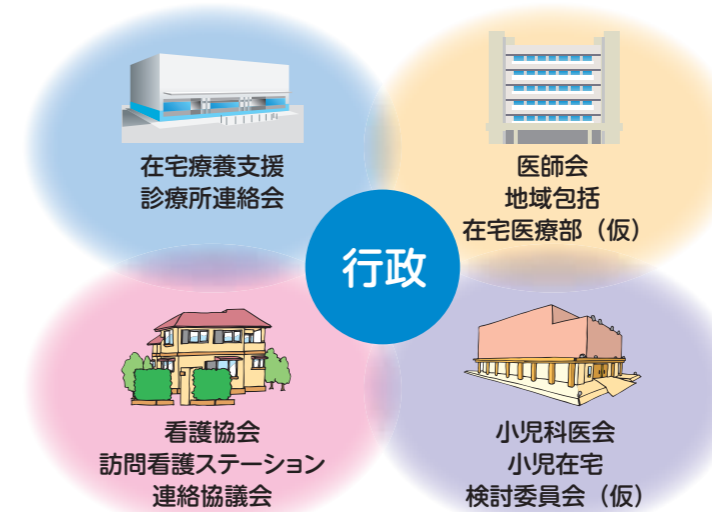 在宅療養支援
診療所連絡会
医師会
地域包括
在宅医療部（仮）
行政
看護協会
訪問看護ステーション
連絡協議会
小児科医会
小児在宅
検討委員会（仮）